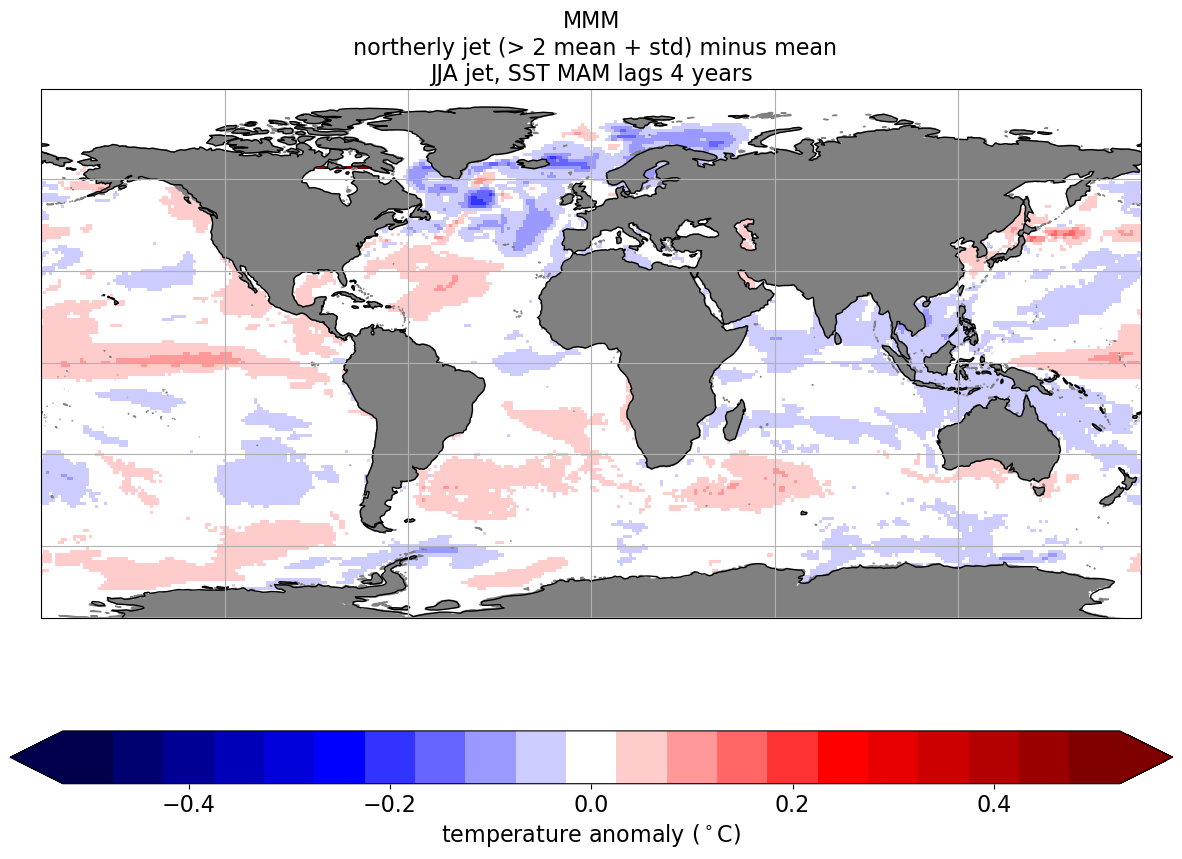 MMM
northerly jet (> 2 mean + std) minus mean
JJA jet, SST MAM lags 4 years
−0.4 −0.2 0.0 0.2 0.4
temperature anomaly (°C)